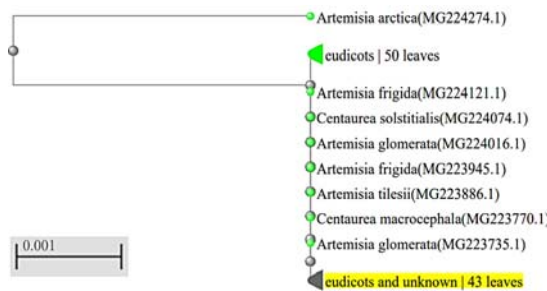 Artemisia arctica(MG224274.1)
eudicots | 50 leaves
Artemisia frigida(MG224121.1)
Centaurea solstitialis(MG224074.1)
Artemisia glomerata(MG224016.1)
Artemisia frigida(MG223945.1)
Artemisia tilesii(MG223886.1)
Centaurea macrocephala(MG223770.1)
Artemisia glomerata(MG223735.1)
0.001
eudicots and unknown | 43 leaves